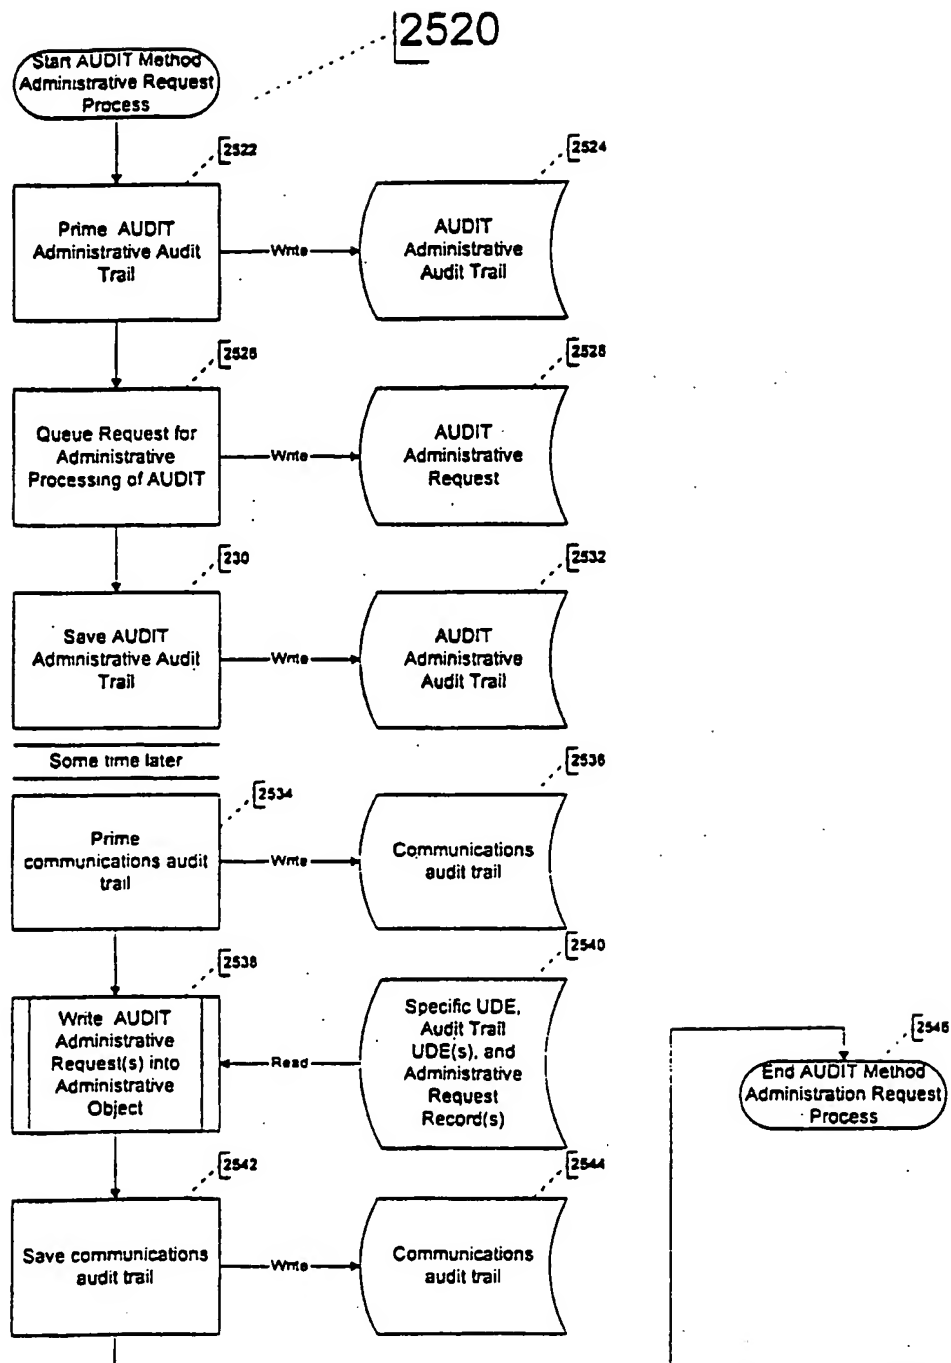 2520
Start AUDIT Method
Administrative Request
Process
2522
2524
Prime AUDIT
Administrative Audit
Trail
Write
AUDIT
Administrative
Audit Trail
2526
2528
Queue Request for
Administrative
Processing of AUDIT
Write
AUDIT
Administrative
Request
230
2532
Save AUDIT
Administrative Audit
Trail
Write
AUDIT
Administrative
Audit Trail
Some time later
2534
2536
Prime
communications audit
trail
Write
Communications
audit trail
2538
2540
Write AUDIT
Administrative
Request(s) into
Administrative
Object
Read
Specific UDE,
Audit Trail
UDE(s), and
Administrative
Request
Record(s)
2546
End AUDIT Method
Administration Request
Process
2542
2544
Save communications
audit trail
Write
Communications
audit trail